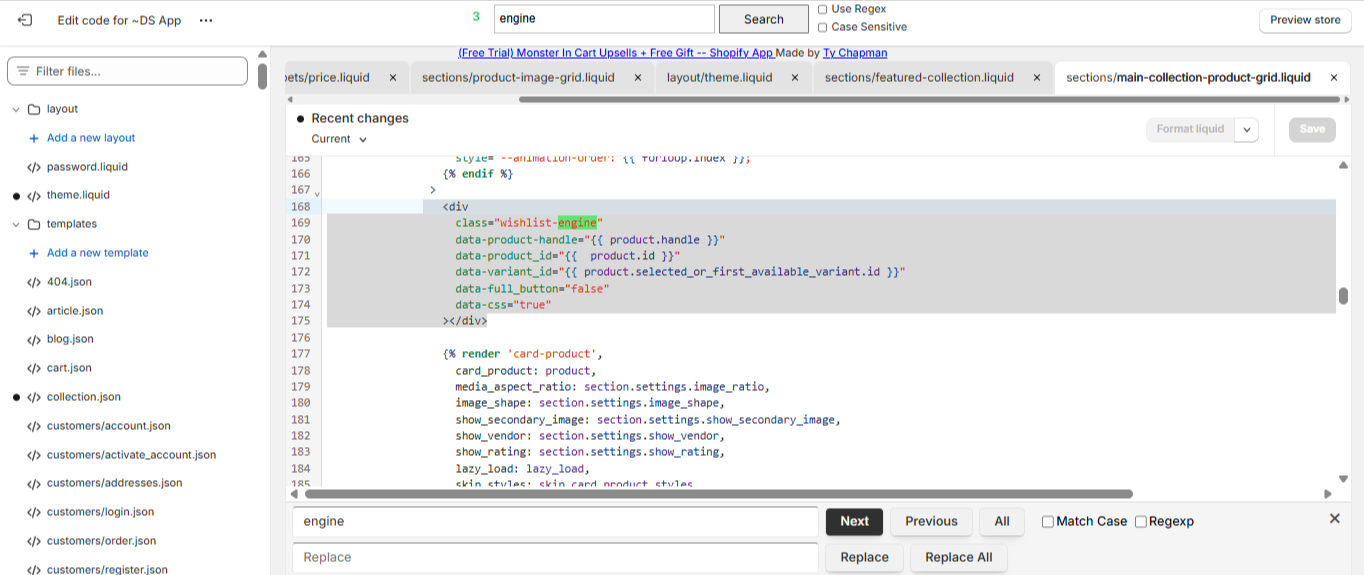 Edit code for ~DS App ...
3 engine Search Use Regex
Case Sensitive
Preview store
(Free Trial) Monster In Cart Upsells + Free Gift -- Shopify App Made by Ty Chapman
Filter files...
layout
+ Add a new layout
</> password.liquid
</> theme.liquid
templates
+ Add a new template
</> 404.json
</> article.json
</> blog.json
</> cart.json
</> collection.json
</> customers/account.json
</> customers/activate_account.json
</> customers/addresses.json
</> customers/login.json
</> customers/order.json
</> customers/register.json
ets/price.liquid × sections/product-image-grid.liquid × layout/theme.liquid × sections/featured-collection.liquid × sections/main-collection-product-grid.liquid ×
Recent changes
Current
Format liquid Save
165 style="--animation-order: {{ forloop.index }};
166 {% endif %}
167 >
168 <div
169 class="wishlist-engine"
170 data-product-handle="{{ product.handle }}"
171 data-product_id="{{  product.id }}"
172 data-variant_id="{{ product.selected_or_first_available_variant.id }}"
173 data-full_button="false"
174 data-css="true"
175 ></div>
176
177 {% render 'card-product',
178 card_product: product,
179 media_aspect_ratio: section.settings.image_ratio,
180 image_shape: section.settings.image_shape,
181 show_secondary_image: section.settings.show_secondary_image,
182 show_vendor: section.settings.show_vendor,
183 show_rating: section.settings.show_rating,
184 lazy_load: lazy_load,
185 skip_styles: skip_card_product_styles
engine Next Previous All Match Case Regexp ×
Replace Replace Replace All